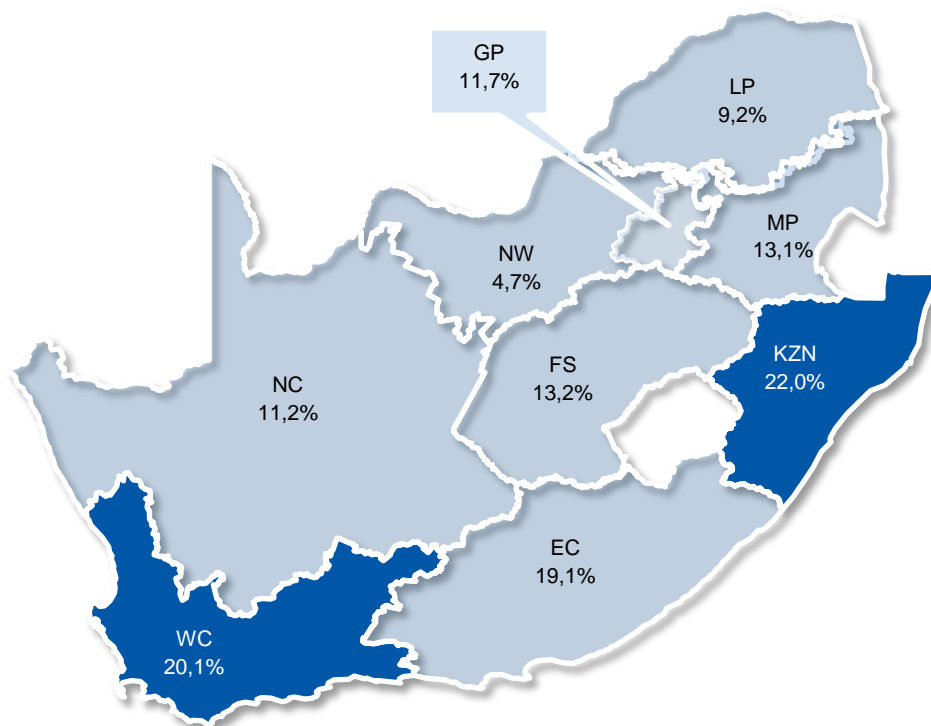 GP
11,7%
LP
9,2%
MP
13,1%
NW
4,7%
KZN
22,0%
FS
13,2%
NC
11,2%
EC
19,1%
WC
20,1%